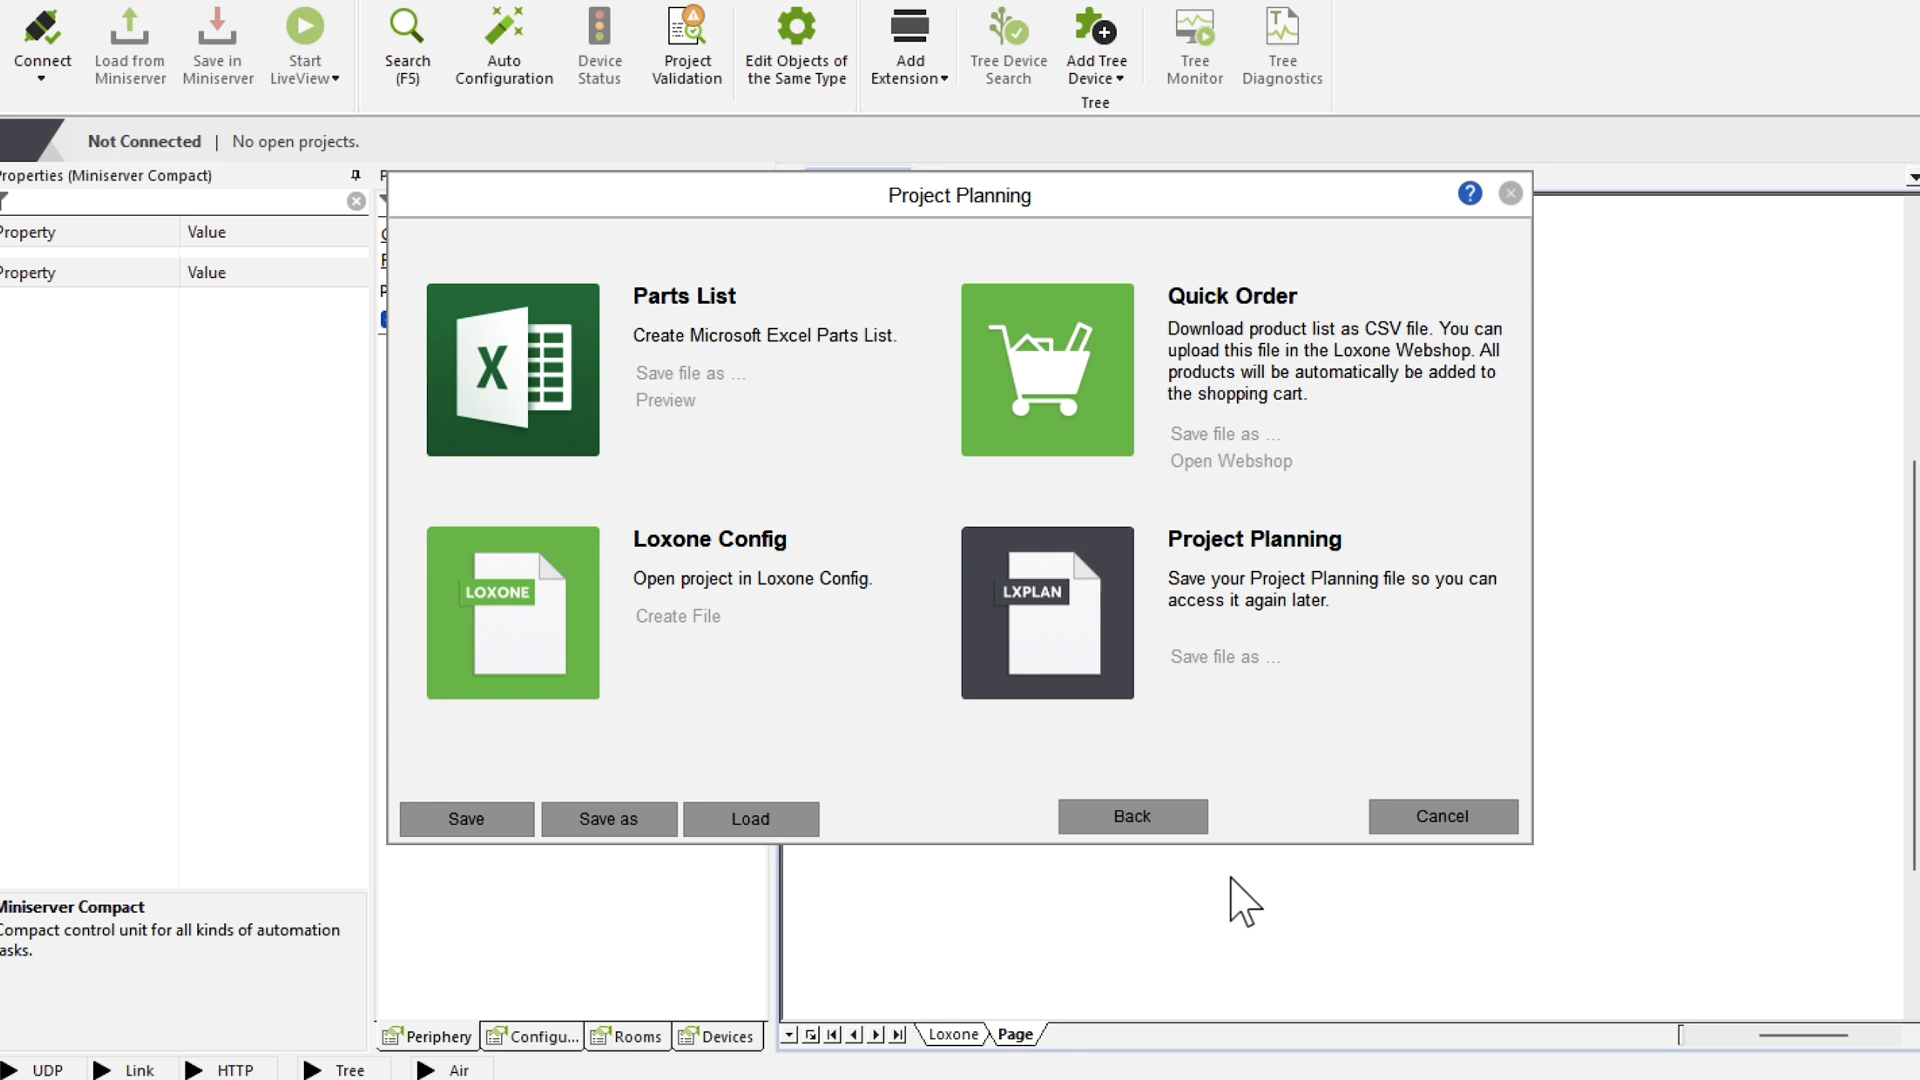 Connect
Load from
Miniserver
Save in
Miniserver
Start
LiveView
Search
(F5)
Auto
Configuration
Device
Status
Project
Validation
Edit Objects of
the Same Type
Add
Extension
Tree Device
Search
Add Tree
Device
Tree
Monitor
T
Tree
Diagnostics
Tree
Not Connected | No open projects.
roperties (Miniserver Compact)
Property Value
Property Value
Project Planning
?
X
Parts List
Create Microsoft Excel Parts List.
Save file as ...
Preview
Quick Order
Download product list as CSV file. You can
upload this file in the Loxone Webshop. All
products will be automatically be added to
the shopping cart.
Save file as ...
Open Webshop
LOXONE
Loxone Config
Open project in Loxone Config.
Create File
LXPLAN
Project Planning
Save your Project Planning file so you can
access it again later.
Save file as ...
Save Save as Load Back Cancel
Miniserver Compact
Compact control unit for all kinds of automation
asks.
Periphery Configu... Rooms Devices
Loxone Page
UDP Link HTTP Tree Air